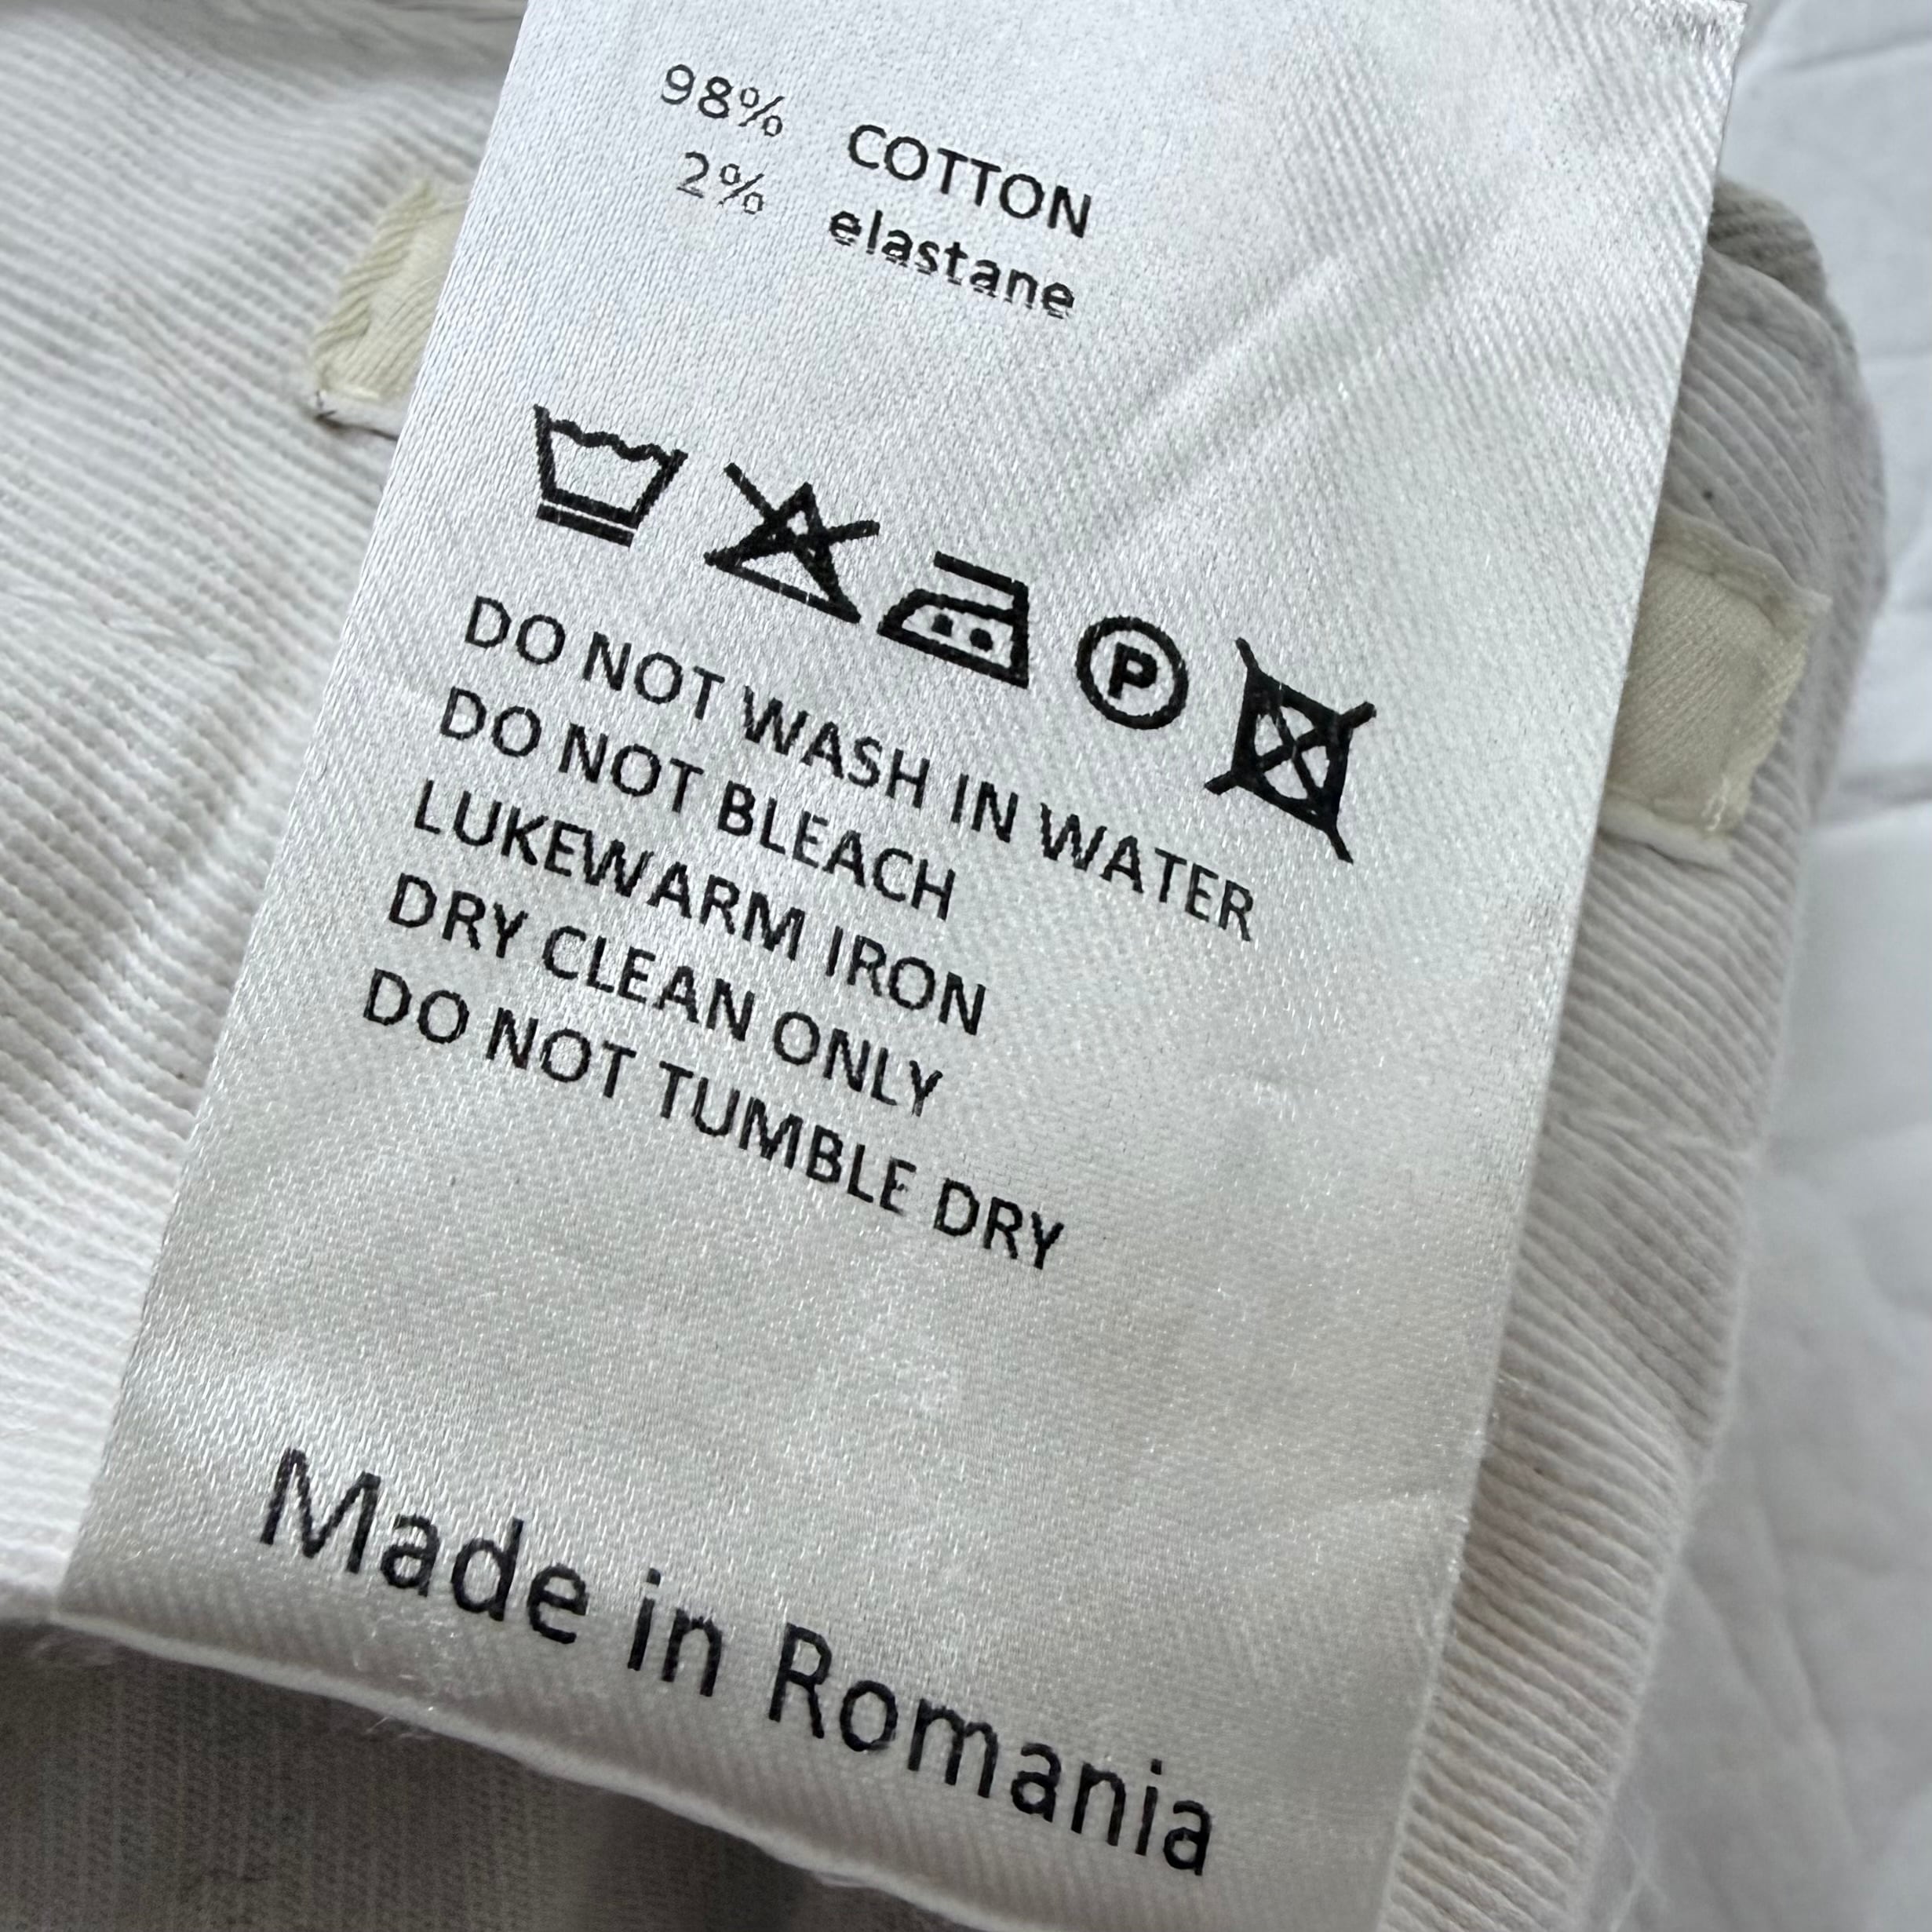 98% COTTON
2% elastane
P
DO NOT WASH IN WATER
DO NOT BLEACH
LUKEWARM IRON
DRY CLEAN ONLY
DO NOT TUMBLE DRY
Made in Romania